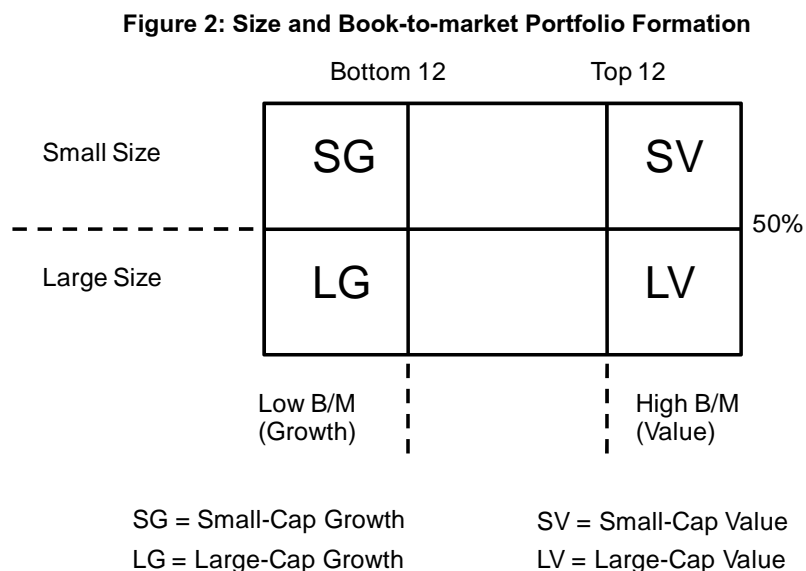 Figure 2: Size and Book-to-market Portfolio Formation
Bottom 12 Top 12
Small Size SG SV
50%
Large Size LG LV
Low B/M High B/M
(Growth) (Value)
SG = Small-Cap Growth SV = Small-Cap Value
LG = Large-Cap Growth LV = Large-Cap Value